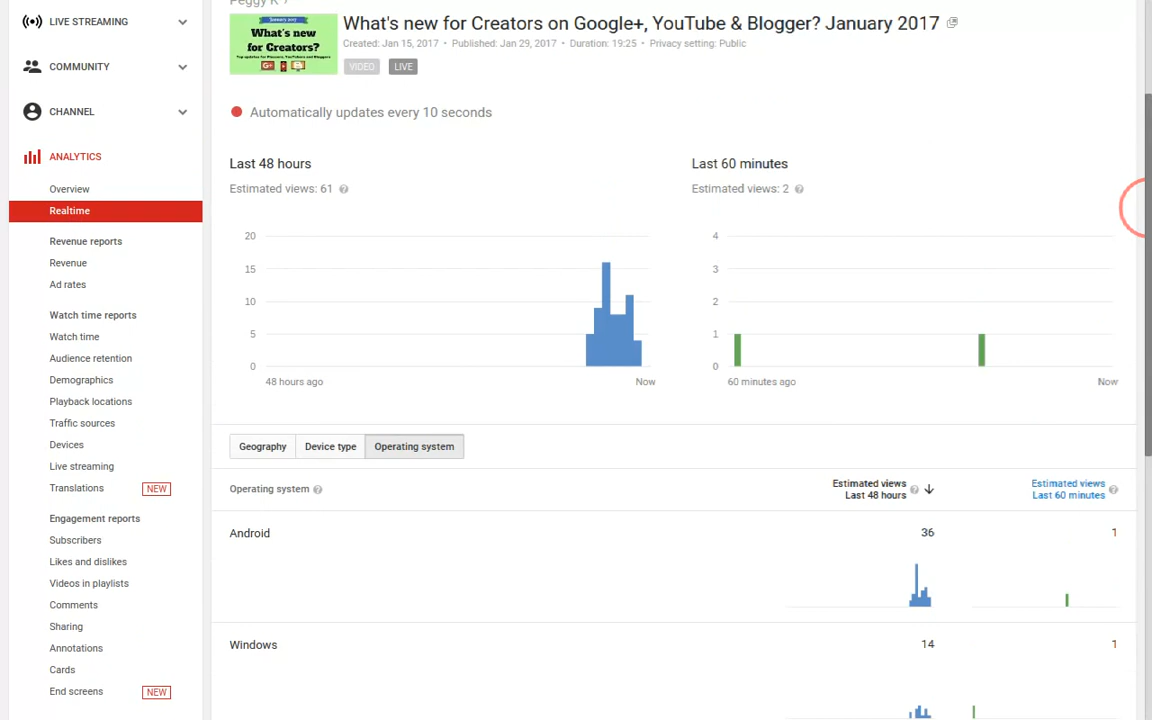 LIVE STREAMING
COMMUNITY
CHANNEL
ANALYTICS
Overview
Realtime
Revenue reports
Revenue
Ad rates
Watch time reports
Watch time
Audience retention
Demographics
Playback locations
Traffic sources
Devices
Live streaming
Translations NEW
Engagement reports
Subscribers
Likes and dislikes
Videos in playlists
Comments
Sharing
Annotations
Cards
End screens NEW
Peggy K
January 2017
What's new
for Creators?
What's new for Creators on Google+, YouTube & Blogger? January 2017
Created: Jan 15, 2017 • Published: Jan 29, 2017 • Duration: 19:25 • Privacy setting: Public
VIDEO LIVE
Automatically updates every 10 seconds
Last 48 hours
Estimated views: 61 ?
20
15
10
5
0
48 hours ago Now
Last 60 minutes
Estimated views: 2 ?
4
3
2
1
0
60 minutes ago Now
Geography Device type Operating system
Operating system ?
Estimated views
Last 48 hours ?
Estimated views
Last 60 minutes ?
Android 36 1
Windows 14 1